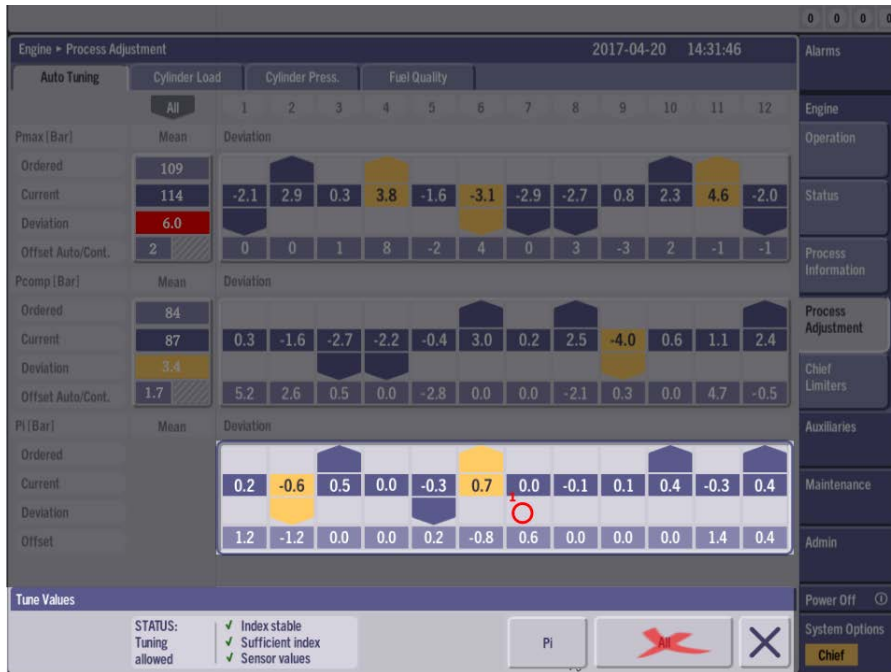 0 0 0 0
Engine ▸ Process Adjustment 2017-04-20 14:31:46 Alarms
Auto Tuning Cylinder Load Cylinder Press. Fuel Quality
All 1 2 3 4 5 6 7 8 9 10 11 12 Engine
Pmax [Bar] Mean Deviation Operation
Ordered 109
Current 114 -2.1 2.9 0.3 3.8 -1.6 -3.1 -2.9 -2.7 0.8 2.3 4.6 -2.0 Status
Deviation 6.0
Offset Auto/Cont. 2 0 0 1 8 -2 4 0 3 -3 2 -1 -1 Process
Information
Pcomp [Bar] Mean Deviation
Ordered 84 Process
Adjustment
Current 87 0.3 -1.6 -2.7 -2.2 -0.4 3.0 0.2 2.5 -4.0 0.6 1.1 2.4
Deviation 3.4 Chief
Limiters
Offset Auto/Cont. 1.7 5.2 2.6 0.5 0.0 -2.8 0.0 0.0 -2.1 0.3 0.0 4.7 -0.5
Pi [Bar] Mean Deviation Auxiliaries
Ordered
Current 0.2 -0.6 0.5 0.0 -0.3 0.7 0.0 -0.1 0.1 0.4 -0.3 0.4 Maintenance
1
Deviation
Offset 1.2 -1.2 0.0 0.0 0.2 -0.8 0.6 0.0 0.0 0.0 1.4 0.4 Admin
Tune Values Power Off
STATUS: ✓ Index stable System Options
Tuning ✓ Sufficient index Pi All
allowed ✓ Sensor values Chief